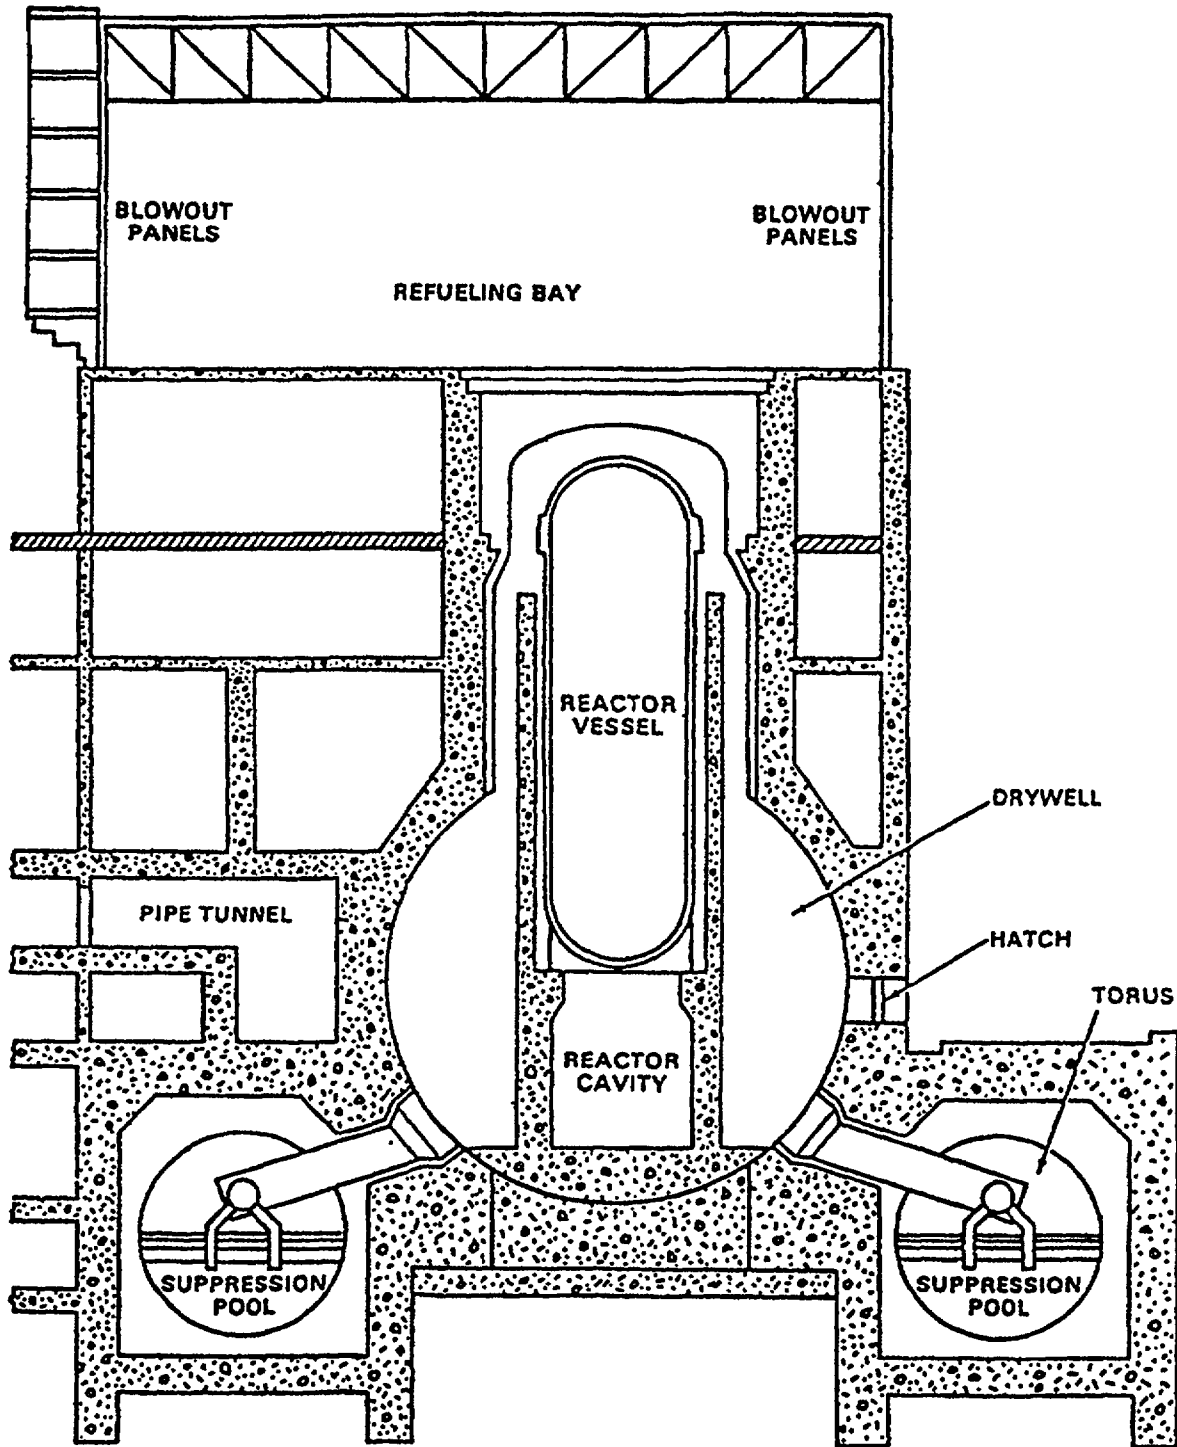 BLOWOUT
PANELS
BLOWOUT
PANELS
REFUELING BAY
REACTOR
VESSEL
DRYWELL
PIPE TUNNEL
HATCH
TORUS
REACTOR
CAVITY
SUPPRESSION
POOL
SUPPRESSION
POOL